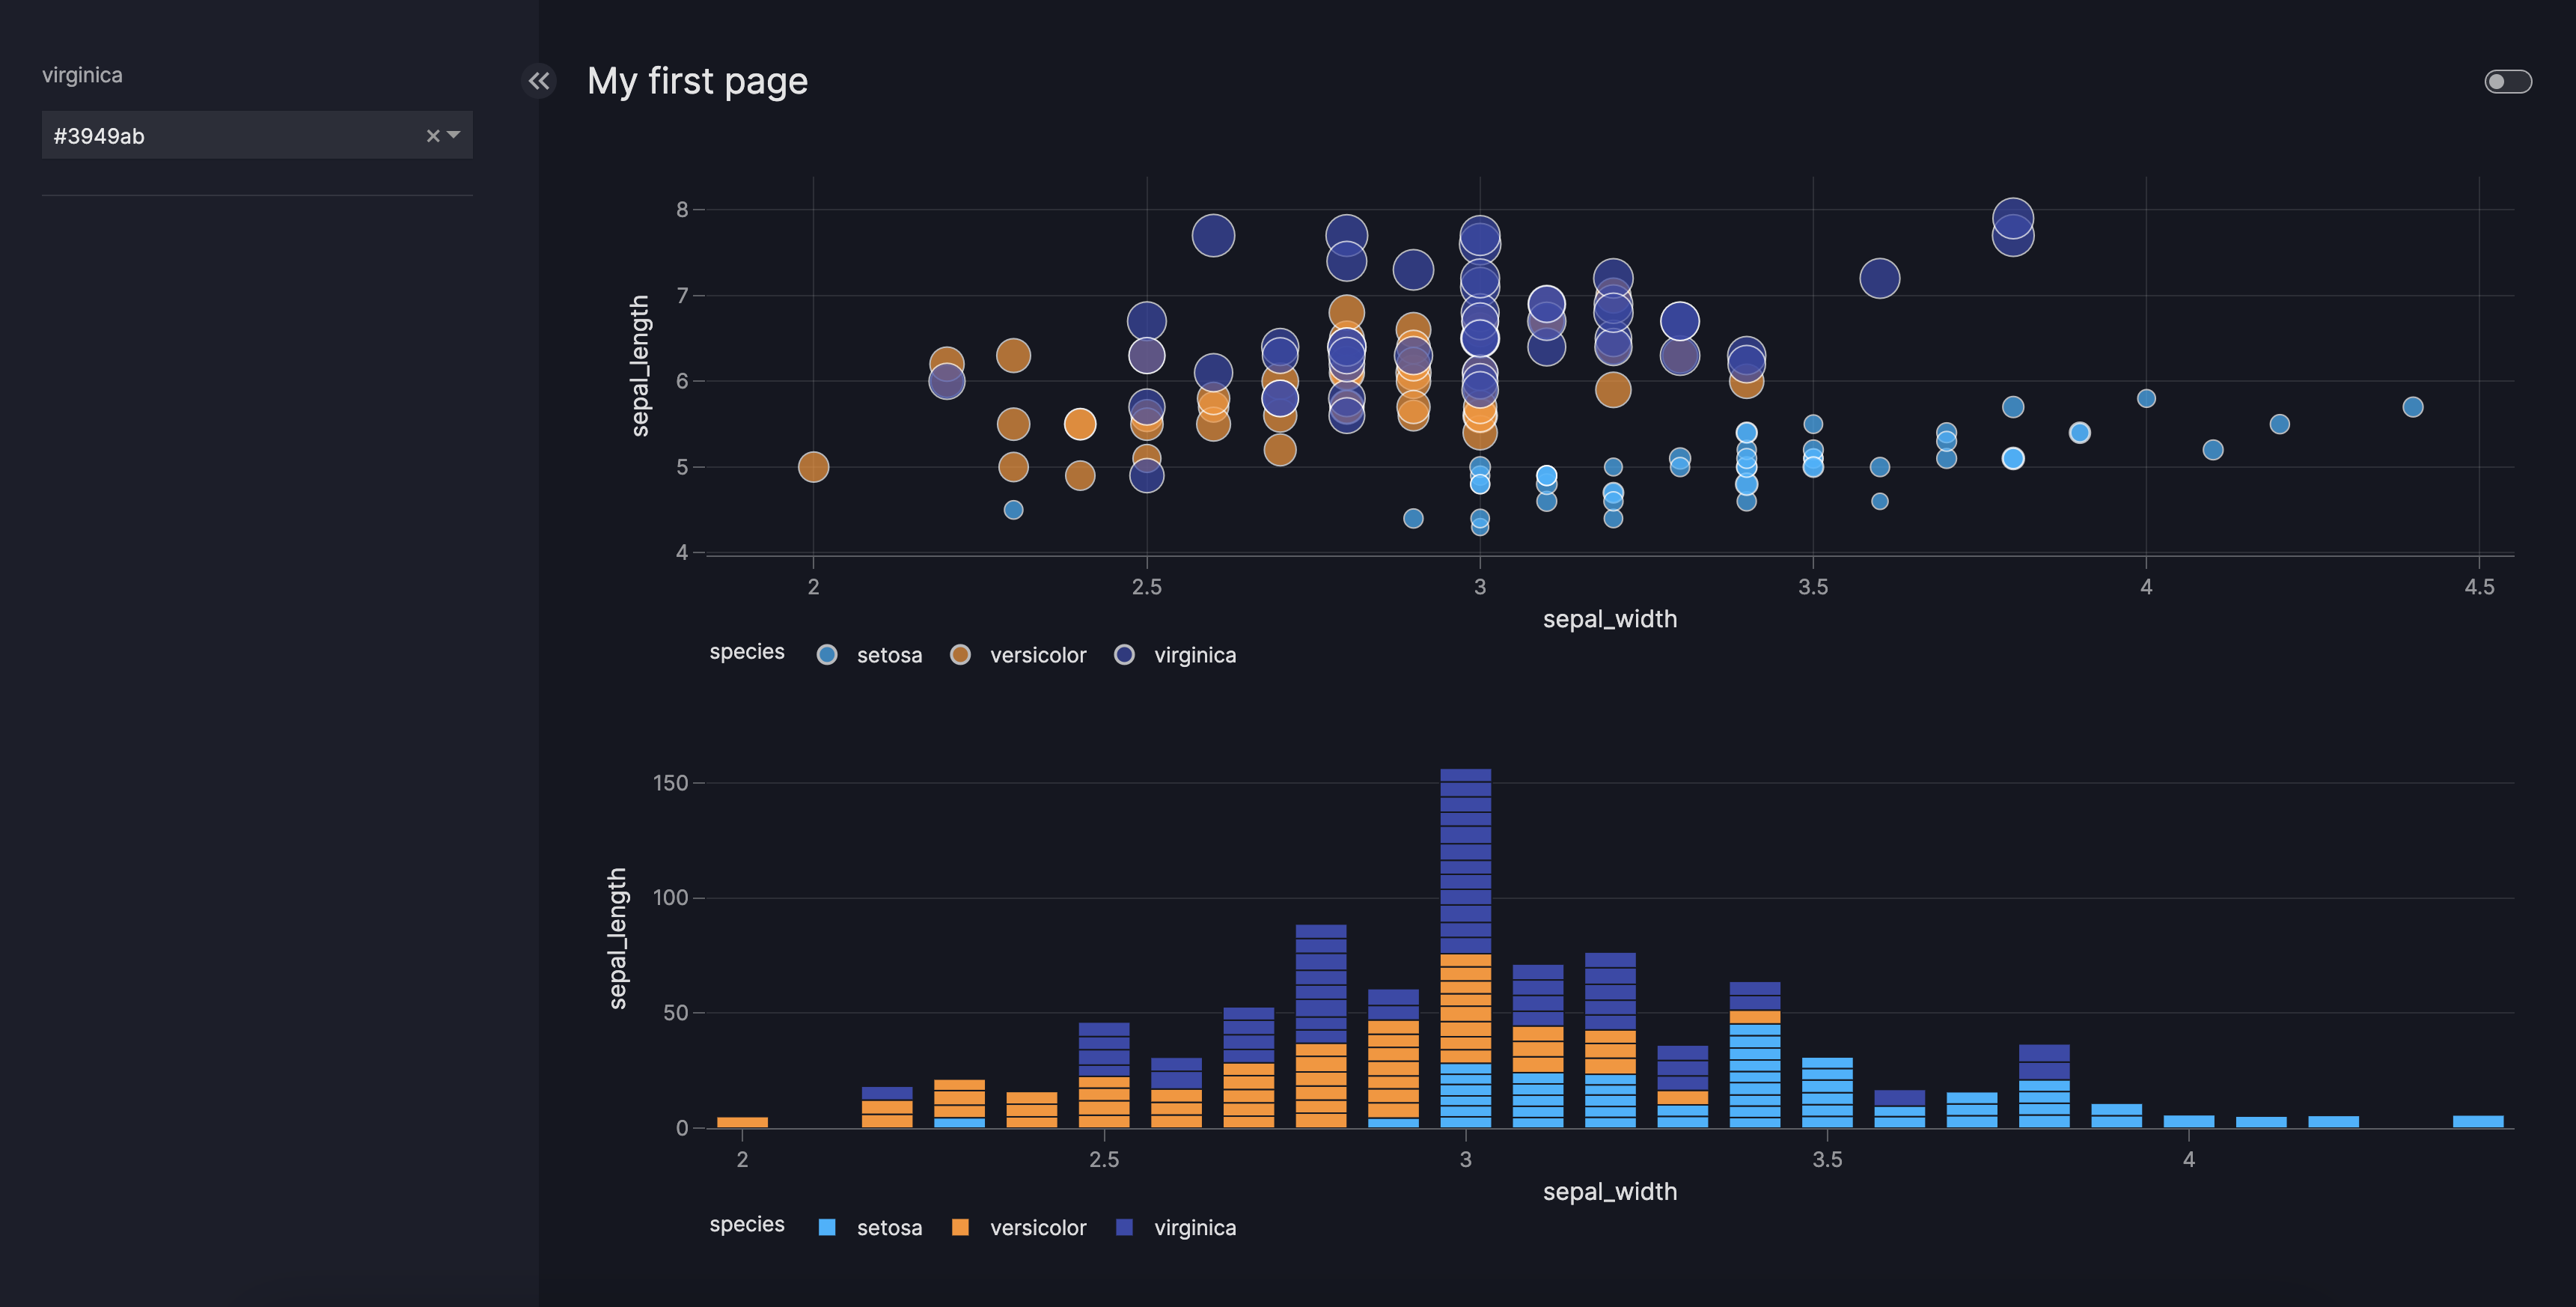 virginica
#3949ab
My first page
8
7
6
5
4
sepal_length
2 2.5 3 3.5 4 4.5
sepal_width
species setosa versicolor virginica
150
100
50
0
sepal_length
2 2.5 3 3.5 4
sepal_width
species setosa versicolor virginica